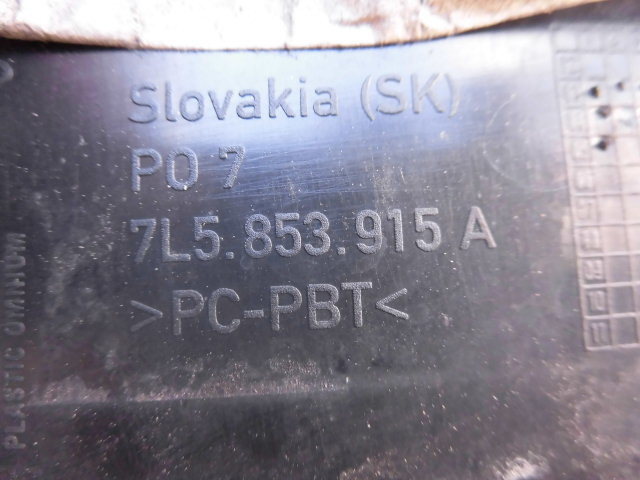 Slovakia (SK)
PO 7
7L5.853.915 A
>PC-PBT<
PLASTIC OMNIUM